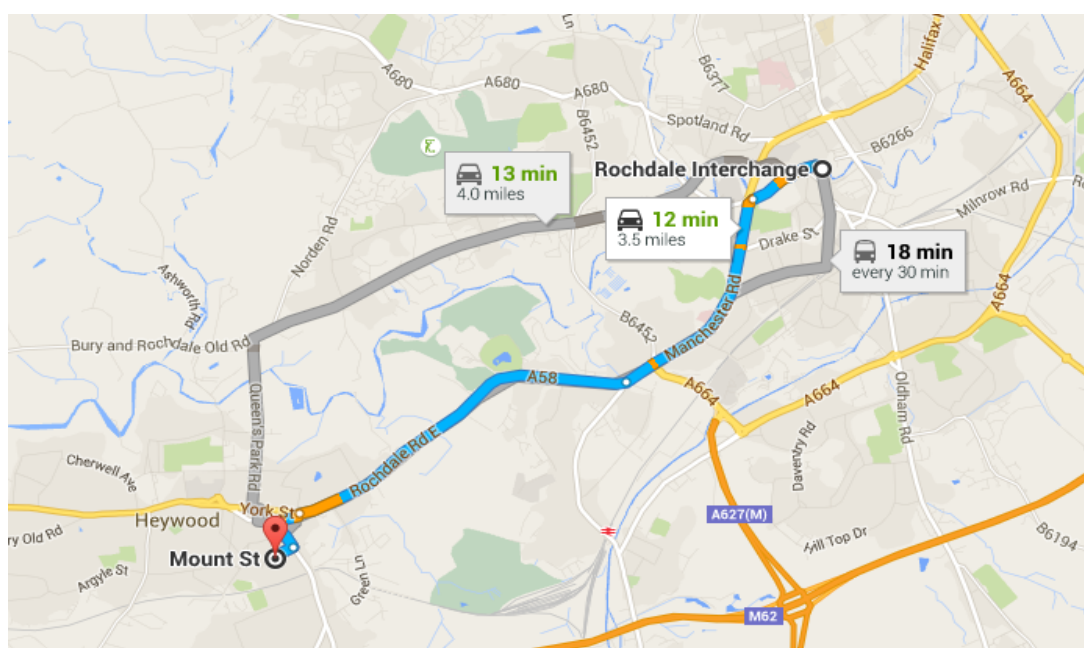 Ln
A680
A680
A680
B6377
Halifax
A664
B6452
Spotland Rd
B6266
13 min
4.0 miles
Rochdale Interchange
Milnrow Rd
12 min
3.5 miles
Drake St
18 min
every 30 min
Norden Rd
Ashworth Rd
Manchester Rd
A664
B6452
Bury and Rochdale Old Rd
A58
A664
A664
Oldham Rd
Queen's Park Rd
Rochdale Rd E
Daventry Rd
Cherwell Ave
York St
Heywood
A627(M)
ry Old Rd
Hill Top Dr
B6194
Mount St
Argyle St
Green Ln
M62